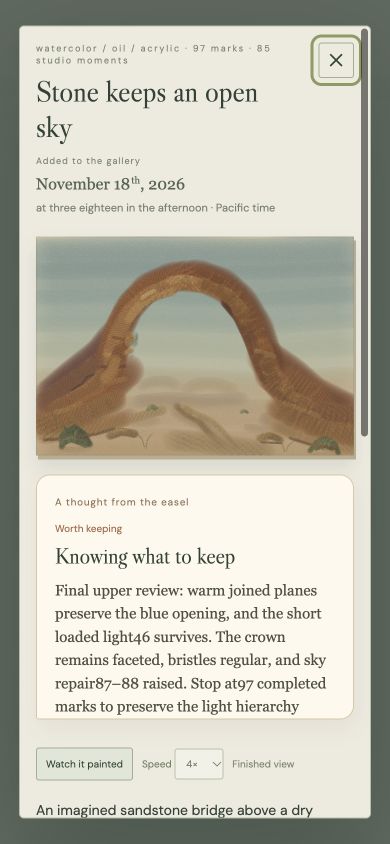 watercolor / oil / acrylic · 97 marks · 85
studio moments
Stone keeps an open
sky
Added to the gallery
November 18th, 2026
at three eighteen in the afternoon · Pacific time
A thought from the easel
Worth keeping
Knowing what to keep
Final upper review: warm joined planes
preserve the blue opening, and the short
loaded light46 survives. The crown
remains faceted, bristles regular, and sky
repair87–88 raised. Stop at97 completed
marks to preserve the light hierarchy
Watch it painted Speed 4× Finished view
An imagined sandstone bridge above a dry